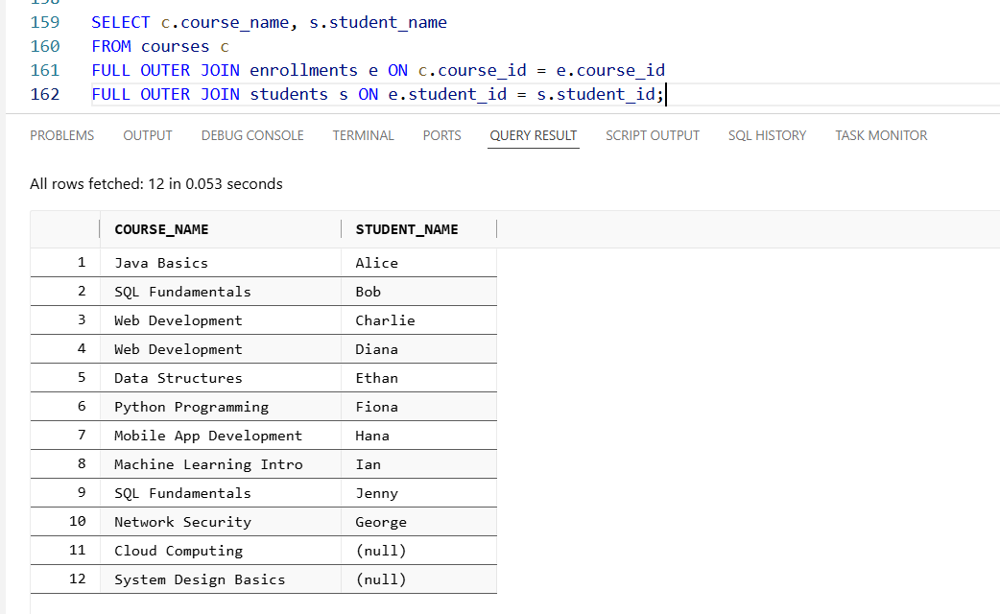 158
159 SELECT c.course_name, s.student_name
160 FROM courses c
161 FULL OUTER JOIN enrollments e ON c.course_id = e.course_id
162 FULL OUTER JOIN students s ON e.student_id = s.student_id;
PROBLEMS OUTPUT DEBUG CONSOLE TERMINAL PORTS QUERY RESULT SCRIPT OUTPUT SQL HISTORY TASK MONITOR
All rows fetched: 12 in 0.053 seconds
COURSE_NAME STUDENT_NAME
1 Java Basics Alice
2 SQL Fundamentals Bob
3 Web Development Charlie
4 Web Development Diana
5 Data Structures Ethan
6 Python Programming Fiona
7 Mobile App Development Hana
8 Machine Learning Intro Ian
9 SQL Fundamentals Jenny
10 Network Security George
11 Cloud Computing (null)
12 System Design Basics (null)